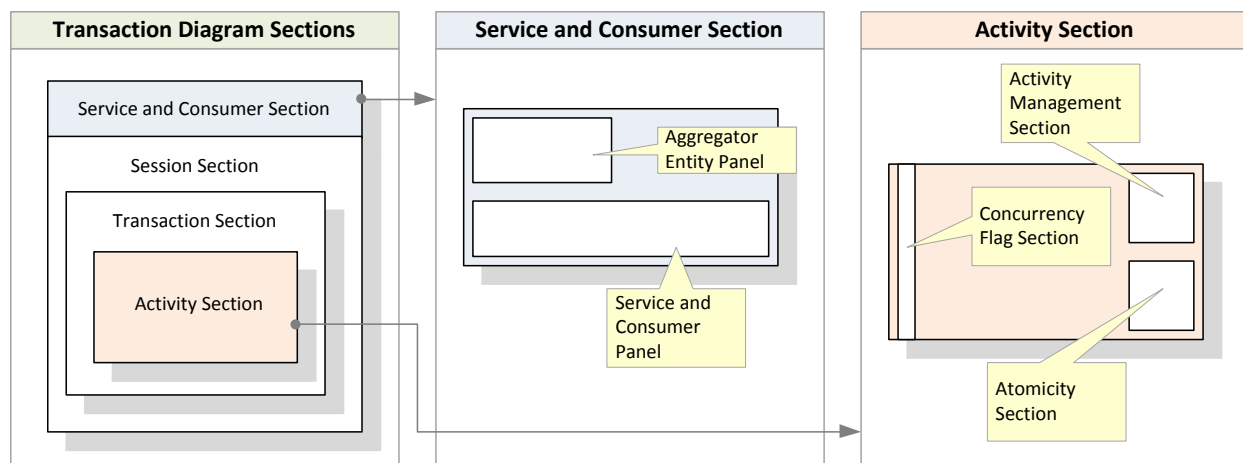 Transaction Diagram Sections
Service and Consumer Section
Session Section
Transaction Section
Activity Section
Service and Consumer Section
Aggregator
Entity Panel
Service and
Consumer
Panel
Activity Section
Activity
Management
Section
Concurrency
Flag Section
Atomicity
Section